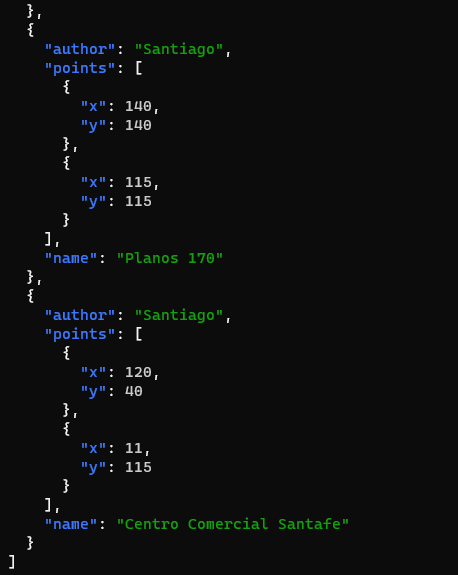 },
  {
    "author": "Santiago",
    "points": [
      {
        "x": 140,
        "y": 140
      },
      {
        "x": 115,
        "y": 115
      }
    ],
    "name": "Planos 170"
  },
  {
    "author": "Santiago",
    "points": [
      {
        "x": 120,
        "y": 40
      },
      {
        "x": 11,
        "y": 115
      }
    ],
    "name": "Centro Comercial Santafe"
  }
]